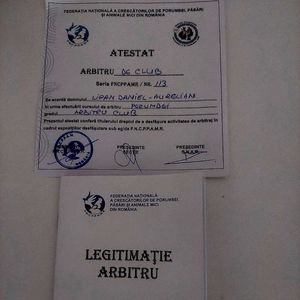 FEDERAȚIA NAȚIONALĂ A CRESCĂTORILOR DE PORUMBEI, PĂSĂRI
ȘI ANIMALE MICI DIN ROMÂNIA
ATESTAT
ARBITRU DE CLUB
Seria FNCPPAMR / NR. 113
Se acordă domnului LIPAN DANIEL-AURELIAN
în urma efectuării cursului de arbitru PORUMBEI
gradul ARBITRU CLUB
Prezentul atestat conferă titularului dreptul de a desfășura activitatea de arbitraj în
cadrul expozițiilor desfășurate sub egida F.N.C.P.P.A.M.R.
PREȘEDINTE
PREȘEDINTE
FEDERAȚIA NAȚIONALĂ
A CRESCĂTORILOR DE PORUMBEI,
PĂSĂRI ȘI ANIMALE MICI
DIN ROMÂNIA
LEGITIMAȚIE
ARBITRU